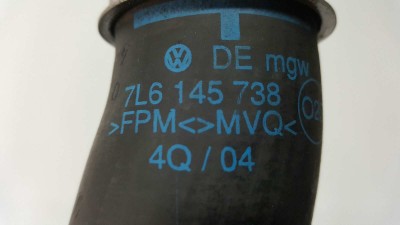 DE mgw
7L6 145 738
>FPM<>MVQ<
4Q / 04